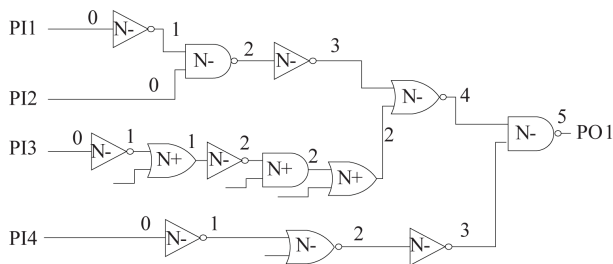 PI1 0 N- 1 N- 2 N- 3
PI2 0 N- 4 N- 5 PO1
PI3 0 N- 1 N+ 1 N- 2 N+ 2 N+ 2
PI4 0 N- 1 N- 2 N- 3